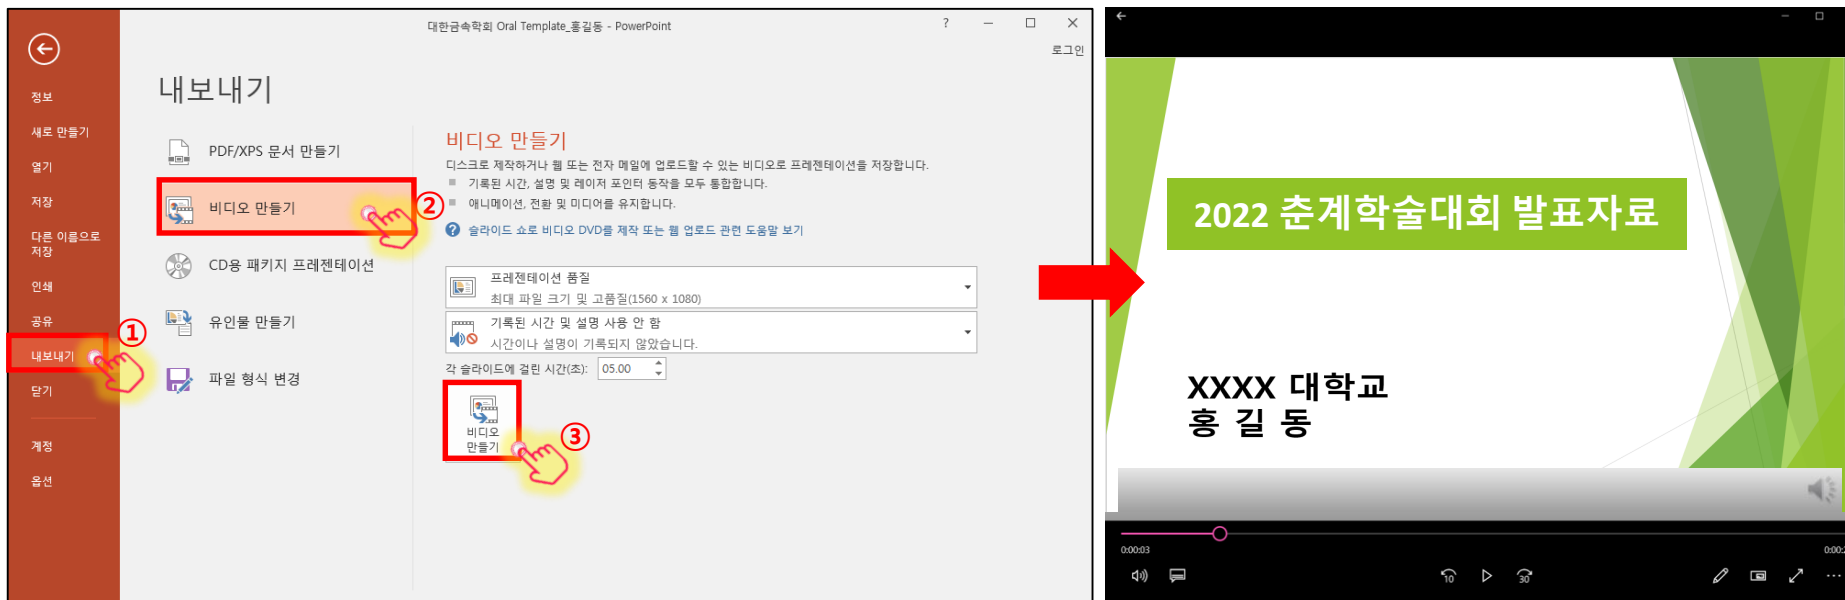 대한금속학회 Oral Template_홍길동 - PowerPoint
?
로그인
정보
새로 만들기
열기
저장
다른 이름으로
저장
인쇄
공유
내보내기
닫기
계정
옵션
①
내보내기
PDF/XPS 문서 만들기
비디오 만들기
②
CD용 패키지 프레젠테이션
유인물 만들기
파일 형식 변경
비디오 만들기
디스크로 제작하거나 웹 또는 전자 메일에 업로드할 수 있는 비디오로 프레젠테이션을 저장합니다.
기록된 시간, 설명 및 레이저 포인터 동작을 모두 통합합니다.
애니메이션, 전환 및 미디어를 유지합니다.
? 슬라이드 쇼로 비디오 DVD를 제작 또는 웹 업로드 관련 도움말 보기
프레젠테이션 품질
최대 파일 크기 및 고품질(1560 x 1080)
기록된 시간 및 설명 사용 안 함
시간이나 설명이 기록되지 않았습니다.
각 슬라이드에 걸린 시간(초): 05.00
비디오
만들기
③
2022 춘계학술대회 발표자료
XXXX 대학교
홍 길 동
0:00:03
10
30